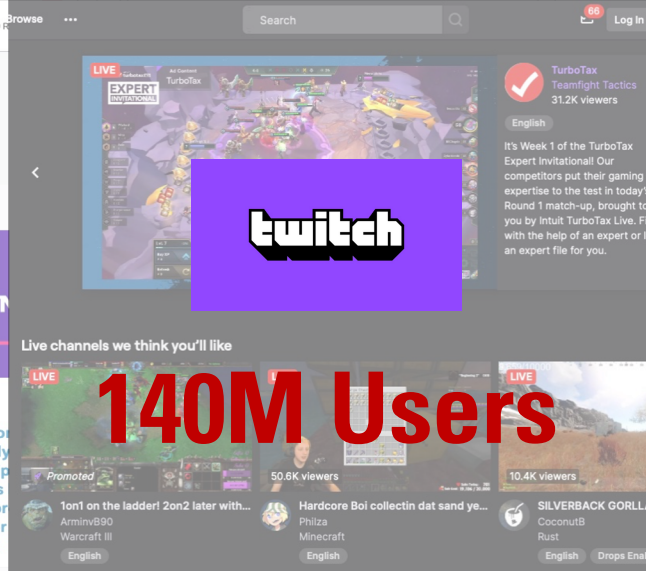 Browse
Search
66
Log In
LIVE
Ad Content
TurboTax
EXPERT
INVITATIONAL
TurboTax
Teamfight Tactics
31.2K viewers
English
It's Week 1 of the TurboTax
Expert Invitational! Our
competitors put their gaming
expertise to the test in today'
Round 1 match-up, brought to
you by Intuit TurboTax Live. Fi
with the help of an expert or l
an expert file for you.
twitch
Live channels we think you'll like
LIVE
L
LIVE
140M Users
Promoted
50.6K viewers
10.4K viewers
1on1 on the ladder! 2on2 later with...
ArminvB90
Warcraft III
English
Hardcore Boi collectin dat sand ye...
Philza
Minecraft
English
SILVERBACK GORLL
CoconutB
Rust
English
Drops Enal